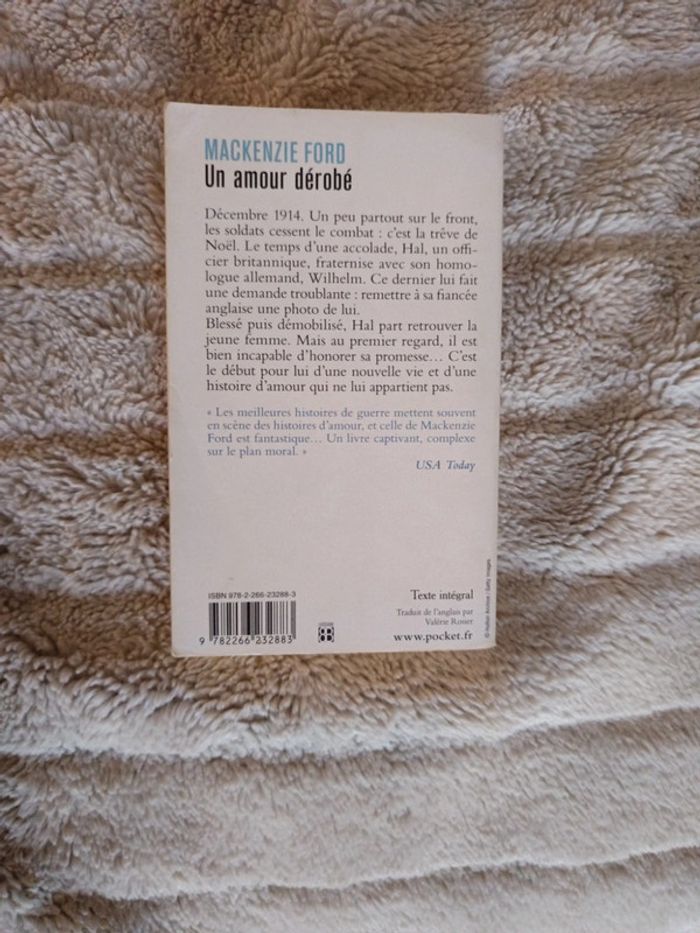 MACKENZIE FORD
Un amour dérobé
Décembre 1914. Un peu partout sur le front,
les soldats cessent le combat : c'est la trêve de
Noël. Le temps d'une accolade, Hal, un offi-
cier britannique, fraternise avec son homo-
logue allemand, Wilhelm. Ce dernier lui fait
une demande troublante : remettre à sa fiancée
anglaise une photo de lui.
Blessé puis démobilisé, Hal part retrouver la
jeune femme. Mais au premier regard, il est
bien incapable d'honorer sa promesse… C'est
le début pour lui d'une nouvelle vie et d'une
histoire d'amour qui ne lui appartient pas.
« Les meilleures histoires de guerre mettent souvent
en scène des histoires d'amour, et celle de Mackenzie
Ford est fantastique… Un livre captivant, complexe
sur le plan moral. »
USA Today
ISBN 978-2-266-23288-3
9 782266 232883
Texte intégral
Traduit de l'anglais par
Valérie Rosier
www.pocket.fr
© Hulton Archive / Getty Images